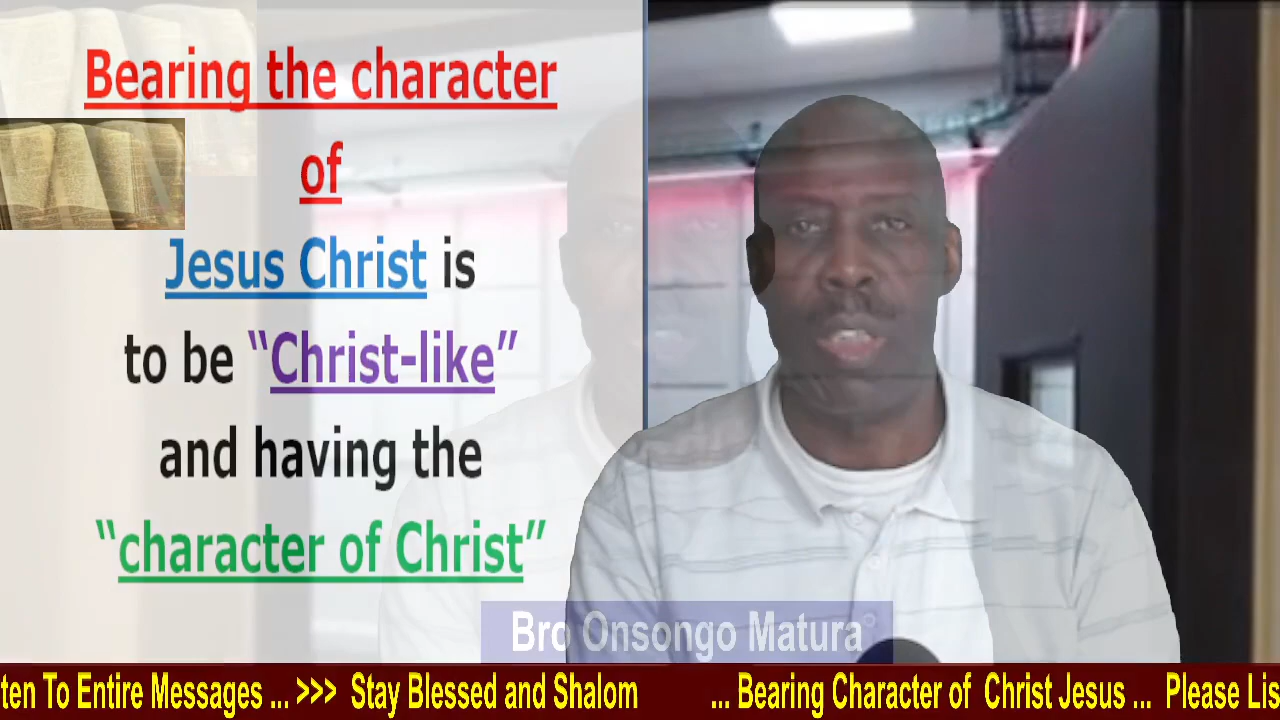 Bearing the character
of
Jesus Christ is
to be “Christ-like”
and having the
“character of Christ”
Bro Onsongo Matura
ten To Entire Messages ... >>> Stay Blessed and Shalom ... Bearing Character of Christ Jesus ... Please Lis